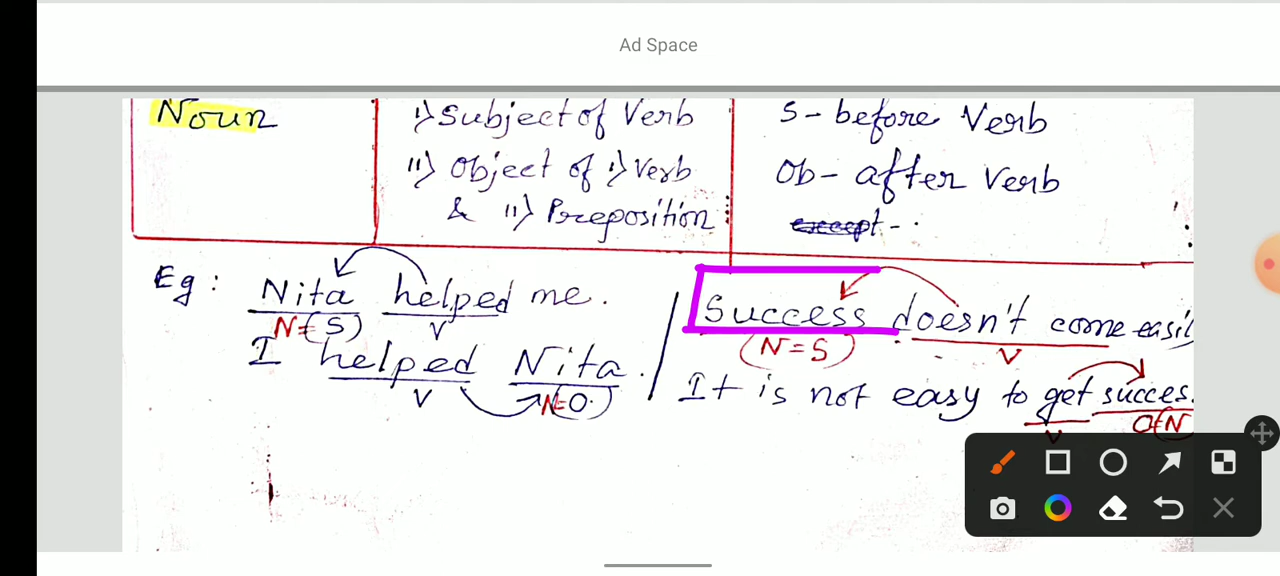 Ad Space
Noun
i) Subject of Verb
ii) Object of i) Verb
& ii) Preposition
S - before Verb
Ob - after Verb
except -
Eg : Nita helped me.
N=(S) V
I helped Nita.
V N=O.
Success doesn't come easil
(N=S) V
It is not easy to get succes.
V O(N